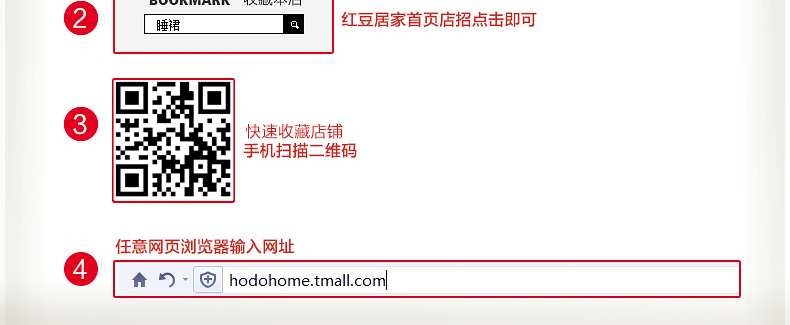 BOOKMARK 收藏本店
2
睡裙
红豆居家首页店招点击即可
3
快速收藏店铺
手机扫描二维码
任意网页浏览器输入网址
4
hodohome.tmall.com